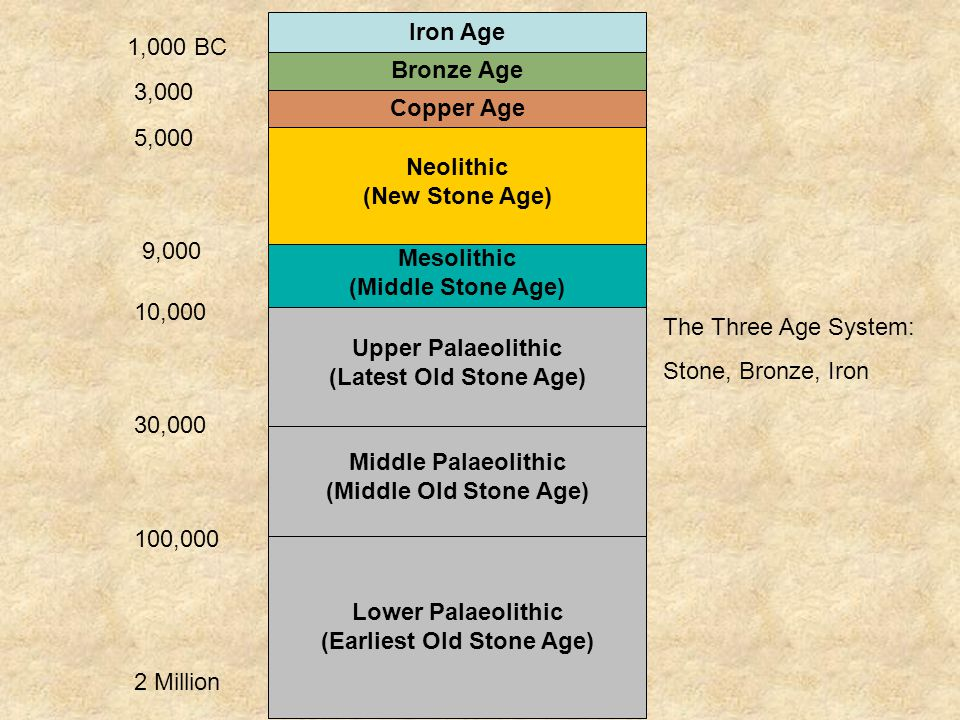 Iron Age
1,000 BC
Bronze Age
3,000
Copper Age
5,000
Neolithic
(New Stone Age)
9,000
Mesolithic
(Middle Stone Age)
10,000
Upper Palaeolithic
(Latest Old Stone Age)
The Three Age System:
Stone, Bronze, Iron
30,000
Middle Palaeolithic
(Middle Old Stone Age)
100,000
Lower Palaeolithic
(Earliest Old Stone Age)
2 Million